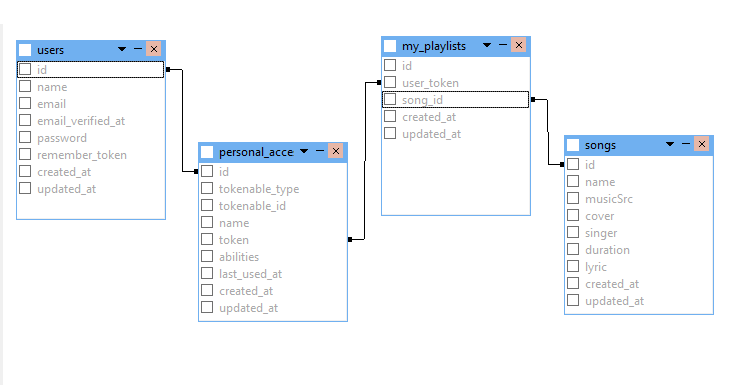 users
id
name
email
email_verified_at
password
remember_token
created_at
updated_at
personal_acce
id
tokenable_type
tokenable_id
name
token
abilities
last_used_at
created_at
updated_at
my_playlists
id
user_token
song_id
created_at
updated_at
songs
id
name
musicSrc
cover
singer
duration
lyric
created_at
updated_at